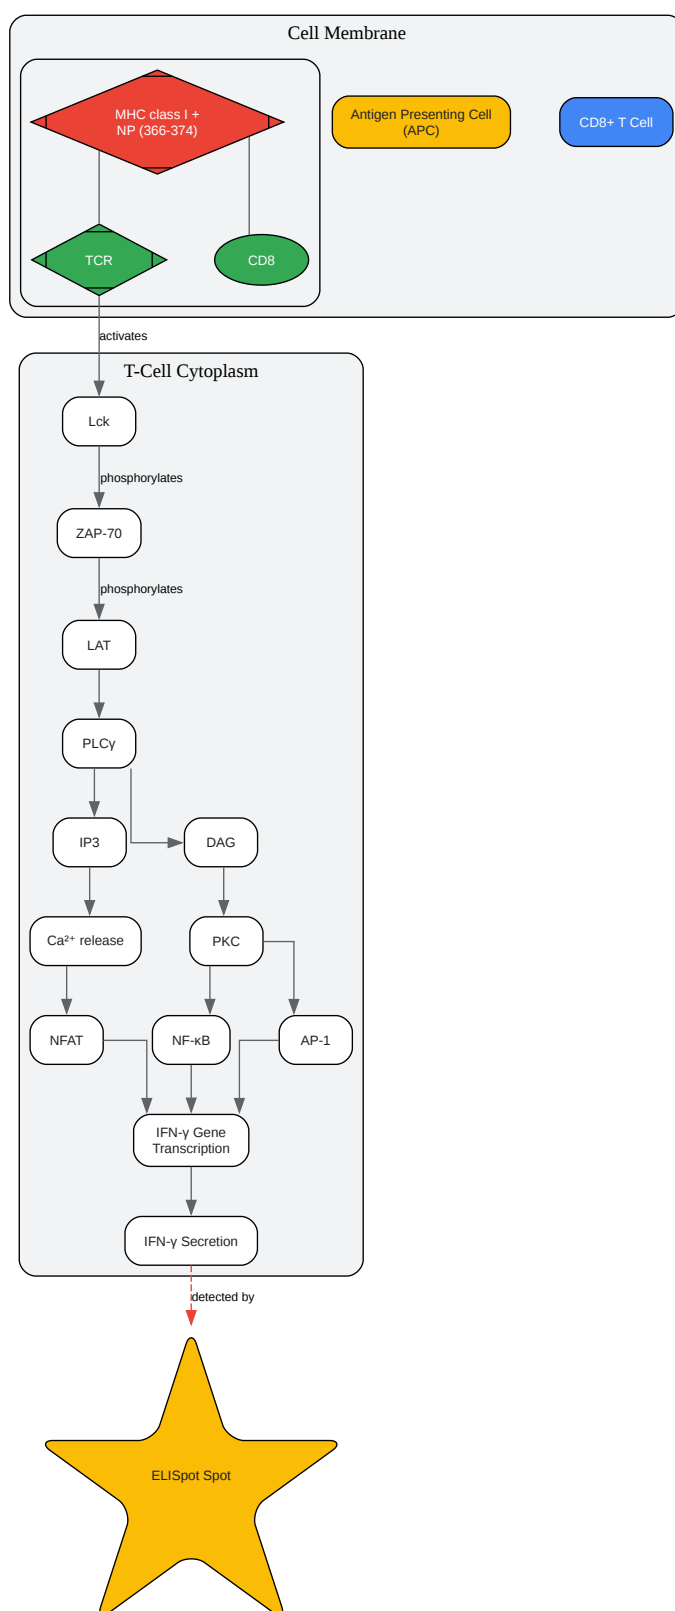 Cell Membrane
MHC class I +
NP (366-374)
Antigen Presenting Cell
(APC)
CD8+ T Cell
TCR
CD8
activates
T-Cell Cytoplasm
Lck
phosphorylates
ZAP-70
phosphorylates
LAT
PLCγ
IP3
DAG
Ca²⁺ release
PKC
NFAT
NF-κB
AP-1
IFN-γ Gene
Transcription
IFN-γ Secretion
detected by
ELISpot Spot